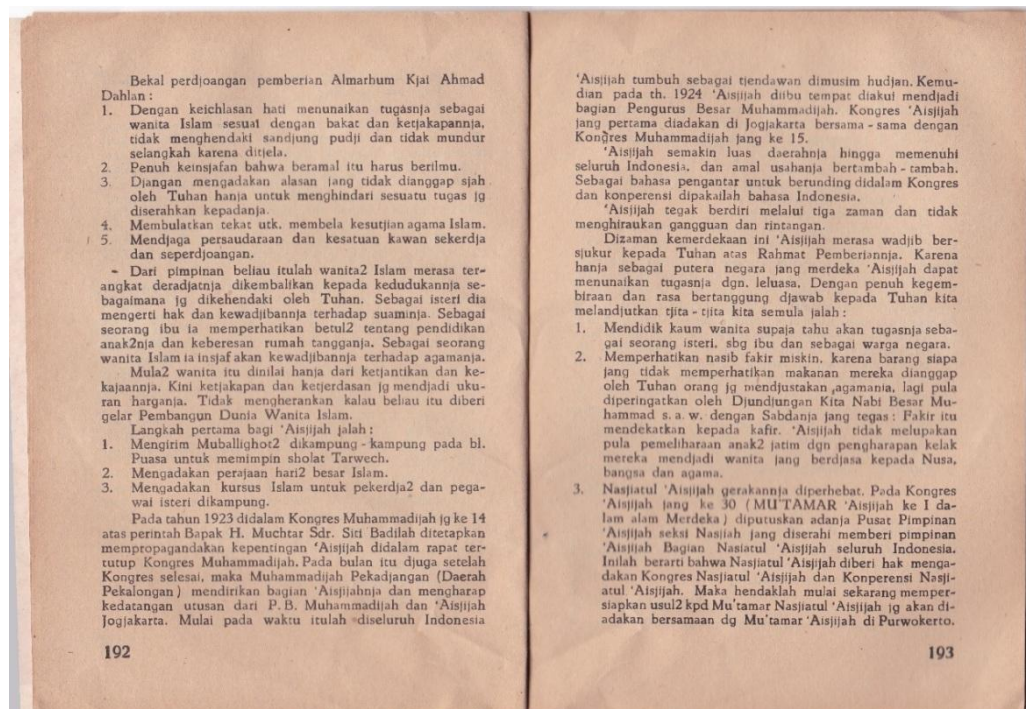 Bekal perdjoangan pemberian Almarhum Kjai Ahmad
Dahlan :
1. Dengan keichlasan hati menunaikan tugasnja sebagai
wanita Islam sesuai dengan bakat dan ketjakapannja,
tidak menghendaki sandjung pudji dan tidak mundur
selangkah karena ditjela.
2. Penuh keinsjafan bahwa beramal itu harus berilmu.
3. Djangan mengadakan alasan jang tidak dianggap sjah
oleh Tuhan hanja untuk menghindari sesuatu tugas jg
diserahkan kepadanja.
4. Membulatkan tekat utk. membela kesutjian agama Islam.
5. Mendjaga persaudaraan dan kesatuan kawan sekerdja
dan seperdjoangan.
- Dari pimpinan beliau itulah wanita2 Islam merasa ter-
angkat deradjatnja dikembalikan kepada kedudukannja se-
bagaimana jg dikehendaki oleh Tuhan. Sebagai isteri dia
mengerti hak dan kewadjibannja terhadap suaminja. Sebagai
seorang ibu ia memperhatikan betul2 tentang pendidikan
anak2nja dan keberesan rumah tangganja. Sebagai seorang
wanita Islam ia insjaf akan kewadjibannja terhadap agamanja.
Mula2 wanita itu dinilai hanja dari ketjantikan dan ke-
kajaannja. Kini ketjakapan dan ketjerdasan jg mendjadi uku-
ran harganja. Tidak mengherankan kalau beliau itu diberi
gelar Pembangun Dunia Wanita Islam.
Langkah pertama bagi 'Aisjijah jalah :
1. Mengirim Muballighot2 dikampung - kampung pada bl.
Puasa untuk memimpin sholat Tarwech.
2. Mengadakan perajaan hari2 besar Islam.
3. Mengadakan kursus Islam untuk pekerdja2 dan pega-
wai isteri dikampung.
Pada tahun 1923 didalam Kongres Muhammadijah jg ke 14
atas perintah Bapak H. Muchtar Sdr. Siti Badilah ditetapkan
mempropagandakan kepentingan 'Aisjijah didalam rapat ter-
tutup Kongres Muhammadijah. Pada bulan itu djuga setelah
Kongres selesai, maka Muhammadijah Pekadjangan (Daerah
Pekalongan) mendirikan bagian 'Aisjijahnja dan mengharap
kedatangan utusan dari P.B. Muhammadijah dan 'Aisjijah
Jogjakarta. Mulai pada waktu itulah diseluruh Indonesia
192
'Aisjijah tumbuh sebagai tjendawan dimusim hudjan. Kemu-
dian pada th. 1924 'Aisjijah diibu tempat diakui mendjadi
bagian Pengurus Besar Muhammadijah. Kongres 'Aisjijah
jang pertama diadakan di Jogjakarta bersama - sama dengan
Kongres Muhammadijah jang ke 15.
'Aisjijah semakin luas daerahnja hingga memenuhi
seluruh Indonesia, dan amal usahanja bertambah - tambah.
Sebagai bahasa pengantar untuk berunding didalam Kongres
dan konperensi dipakailah bahasa Indonesia.
'Aisjijah tegak berdiri melalui tiga zaman dan tidak
menghiraukan gangguan dan rintangan.
Dizaman kemerdekaan ini 'Aisjijah merasa wadjib ber-
sjukur kepada Tuhan atas Rahmat Pemberiannja. Karena
hanja sebagai putera negara jang merdeka 'Aisjijah dapat
menunaikan tugasnja dgn. leluasa. Dengan penuh kegem-
biraan dan rasa bertanggung djawab kepada Tuhan kita
melandjutkan tjita - tjita kita semula jalah :
1. Mendidik kaum wanita supaja tahu akan tugasnja seba-
gai seorang isteri, sbg ibu dan sebagai warga negara.
2. Memperhatikan nasib fakir miskin, karena barang siapa
jang tidak memperhatikan makanan mereka dianggap
oleh Tuhan orang jg mendjustakan agamanja, lagi pula
diperingatkan oleh Djundjungan Kita Nabi Besar Mu-
hammad s.a.w. dengan Sabdanja jang tegas : Fakir itu
mendekatkan kepada kafir. 'Aisjijah tidak melupakan
pula pemeliharaan anak2 jatim dgn pengharapan kelak
mereka mendjadi wanita jang berdjasa kepada Nusa,
bangsa dan agama.
3. Nasjiatul 'Aisjijah gerakannja diperhebat. Pada Kongres
'Aisjijah jang ke 30 (MU'TAMAR 'Aisjijah ke I da-
lam alam Merdeka) diputuskan adanja Pusat Pimpinan
'Aisjijah seksi Nasjiah jang diserahi memberi pimpinan
'Aisjijah Bagian Nasiatul 'Aisjijah seluruh Indonesia.
Inilah berarti bahwa Nasjiatul 'Aisjijah diberi hak menga-
dakan Kongres Nasjiatul 'Aisjijah dan Konperensi Nasji-
atul 'Aisjijah. Maka hendaklah mulai sekarang memper-
siapkan usul2 kpd Mu'tamar Nasjiatul 'Aisjijah jg akan di-
adakan bersamaan dg Mu'tamar 'Aisjijah di Purwokerto.
193